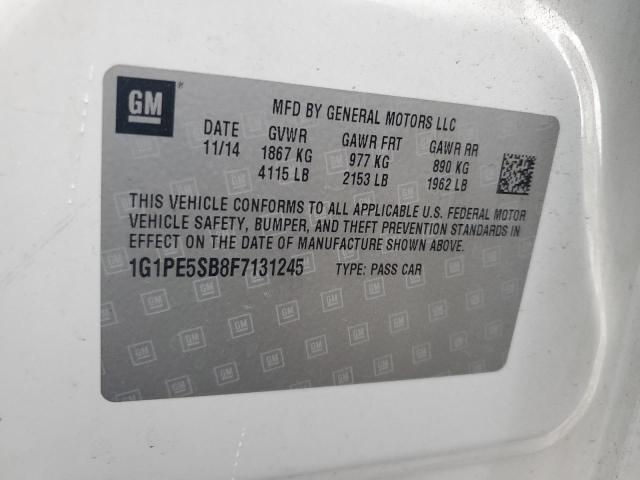 GM
MFD BY GENERAL MOTORS LLC
DATE GVWR GAWR FRT GAWR RR
11/14 1867 KG 977 KG 890 KG
4115 LB 2153 LB 1962 LB
THIS VEHICLE CONFORMS TO ALL APPLICABLE U.S. FEDERAL MOTOR
VEHICLE SAFETY, BUMPER, AND THEFT PREVENTION STANDARDS IN
EFFECT ON THE DATE OF MANUFACTURE SHOWN ABOVE.
1G1PE5SB8F7131245 TYPE: PASS CAR